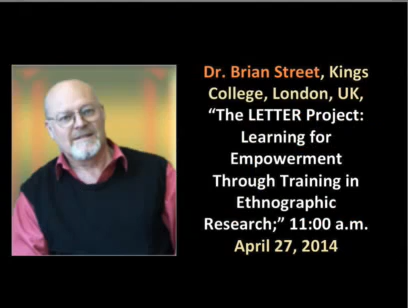 Dr. Brian Street, Kings
College, London, UK,
“The LETTER Project:
Learning for
Empowerment
Through Training in
Ethnographic
Research;” 11:00 a.m.
April 27, 2014